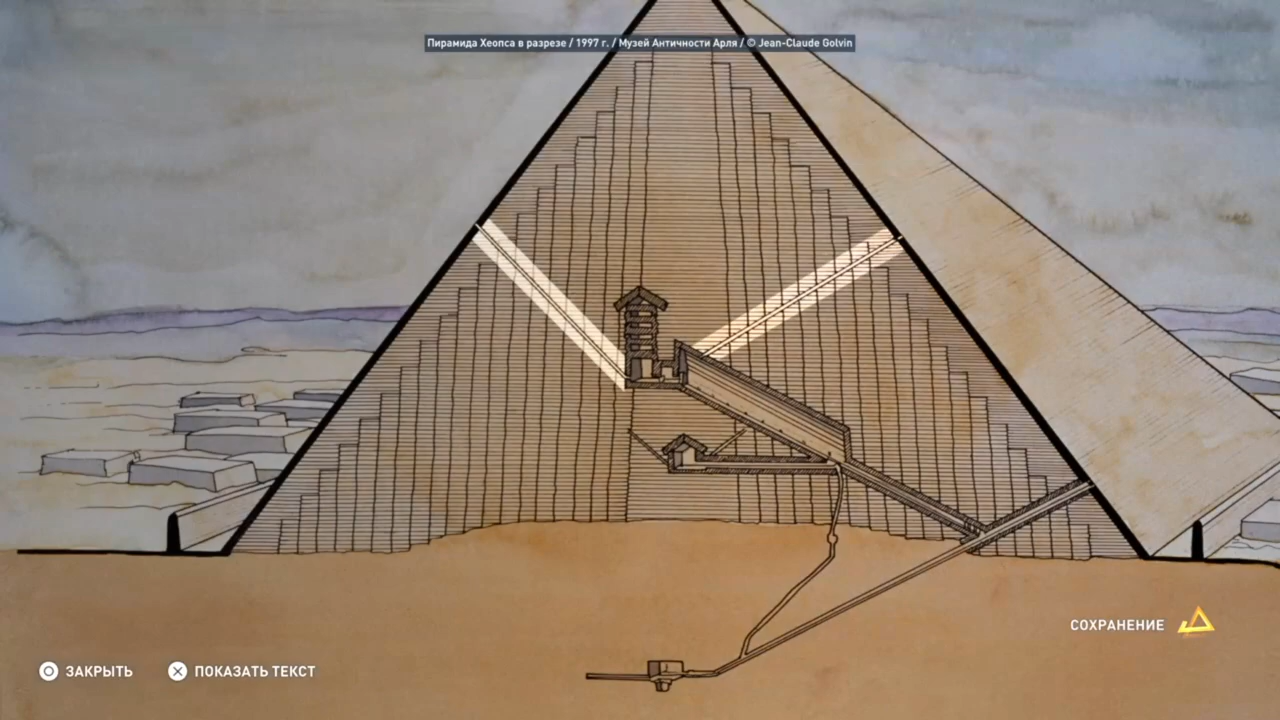 Пирамида Хеопса в разрезе / 1997 г. / Музей Античности Арля / © Jean-Claude Golvin
СОХРАНЕНИЕ
ЗАКРЫТЬ
ПОКАЗАТЬ ТЕКСТ